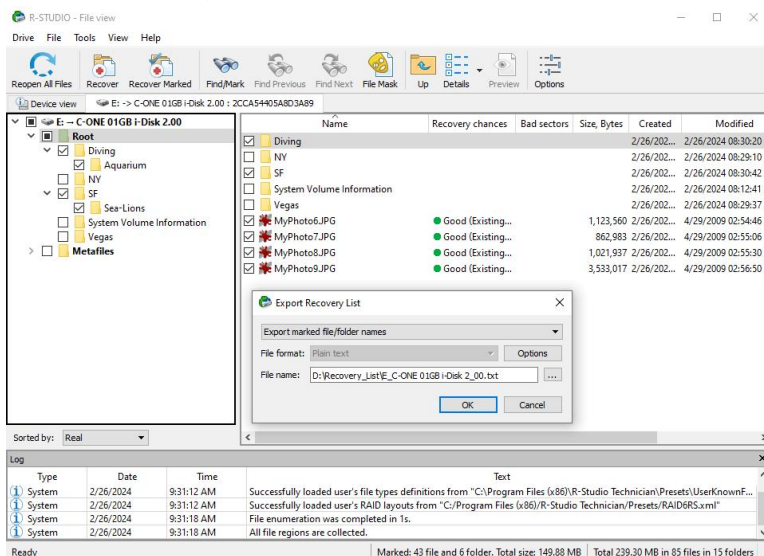 R-STUDIO - File view
Drive File Tools View Help
Reopen All Files Recover Recover Marked Find/Mark Find Previous Find Next File Mask Up Details Preview Options
Device view E: -> C-ONE 01GB i-Disk 2.00 : 2CCA54405A8D3A89
E: → C-ONE 01GB i-Disk 2.00
Root
Diving
Aquarium
NY
SF
Sea-Lions
System Volume Information
Vegas
Metafiles
Sorted by: Real
Name Recovery chances Bad sectors Size, Bytes Created Modified
Diving 2/26/202... 2/26/2024 08:30:20
NY 2/26/202... 2/26/2024 08:29:10
SF 2/26/202... 2/26/2024 08:30:42
System Volume Information 2/26/202... 2/26/2024 08:12:41
Vegas 2/26/202... 2/26/2024 08:29:37
MyPhoto6.JPG Good (Existing... 1,123,560 2/26/202... 4/29/2009 02:54:46
MyPhoto7.JPG Good (Existing... 862,983 2/26/202... 4/29/2009 02:55:06
MyPhoto8.JPG Good (Existing... 1,021,937 2/26/202... 4/29/2009 02:55:30
MyPhoto9.JPG Good (Existing... 3,533,017 2/26/202... 4/29/2009 02:56:50
Export Recovery List
Export marked file/folder names
File format: Plain text Options
File name: D:\Recovery_List\E_C-ONE 01GB i-Disk 2_00.txt ...
OK Cancel
Log
Type Date Time Text
System 2/26/2024 9:31:12 AM Successfully loaded user's file types definitions from "C:\Program Files (x86)\R-Studio Technician\Presets\UserKnownF...
System 2/26/2024 9:31:12 AM Successfully loaded user's RAID layouts from "C:/Program Files (x86)/R-Studio Technician/Presets/RAID6RS.xml"
System 2/26/2024 9:31:18 AM File enumeration was completed in 1s.
System 2/26/2024 9:31:18 AM All file regions are collected.
Ready Marked: 43 file and 6 folder. Total size: 149.88 MB Total 239.30 MB in 85 files in 15 folders